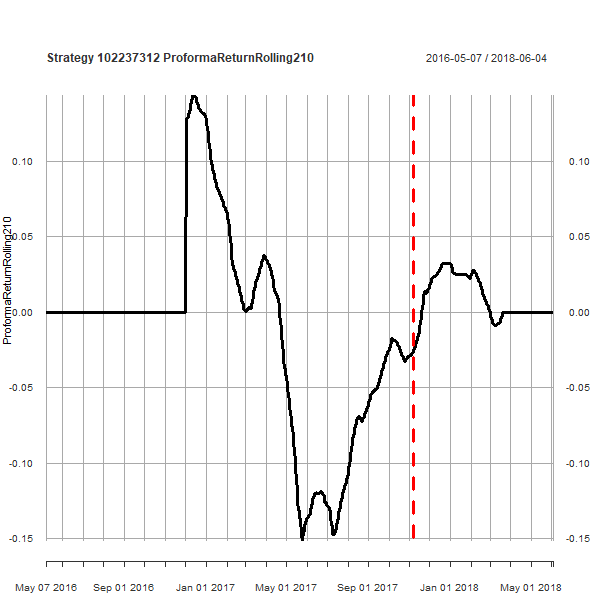 Strategy 102237312 ProformaReturnRolling210
2016-05-07 / 2018-06-04
ProformaReturnRolling210
0.10 0.10
0.05 0.05
0.00 0.00
-0.05 -0.05
-0.10 -0.10
-0.15 -0.15
May 07 2016 Sep 01 2016 Jan 01 2017 May 01 2017 Sep 01 2017 Jan 01 2018 May 01 2018